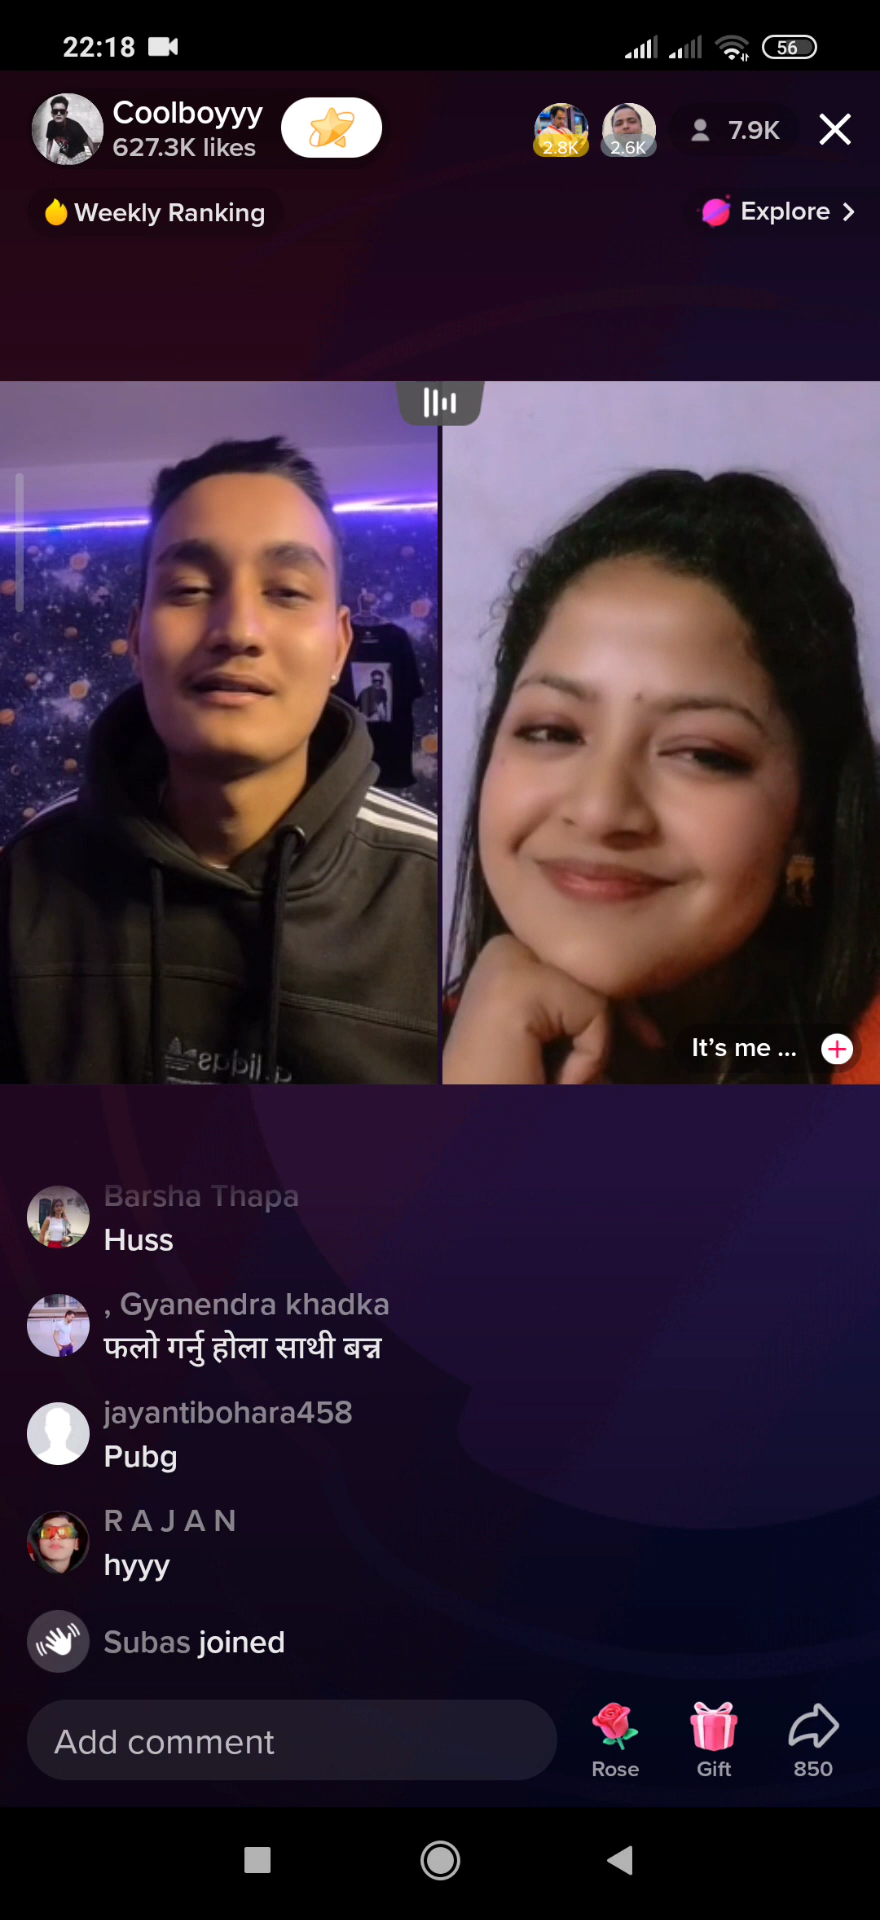 22:18
56
Coolboyyy
627.3K likes
2.8K
2.6K
7.9K
Weekly Ranking
Explore
adidas
It's me ...
Barsha Thapa
Huss
, Gyanendra khadka
फलो गर्नु होला साथी बन्न
jayantibohara458
Pubg
R A J A N
hyyy
Subas joined
Add comment
Rose
Gift
850